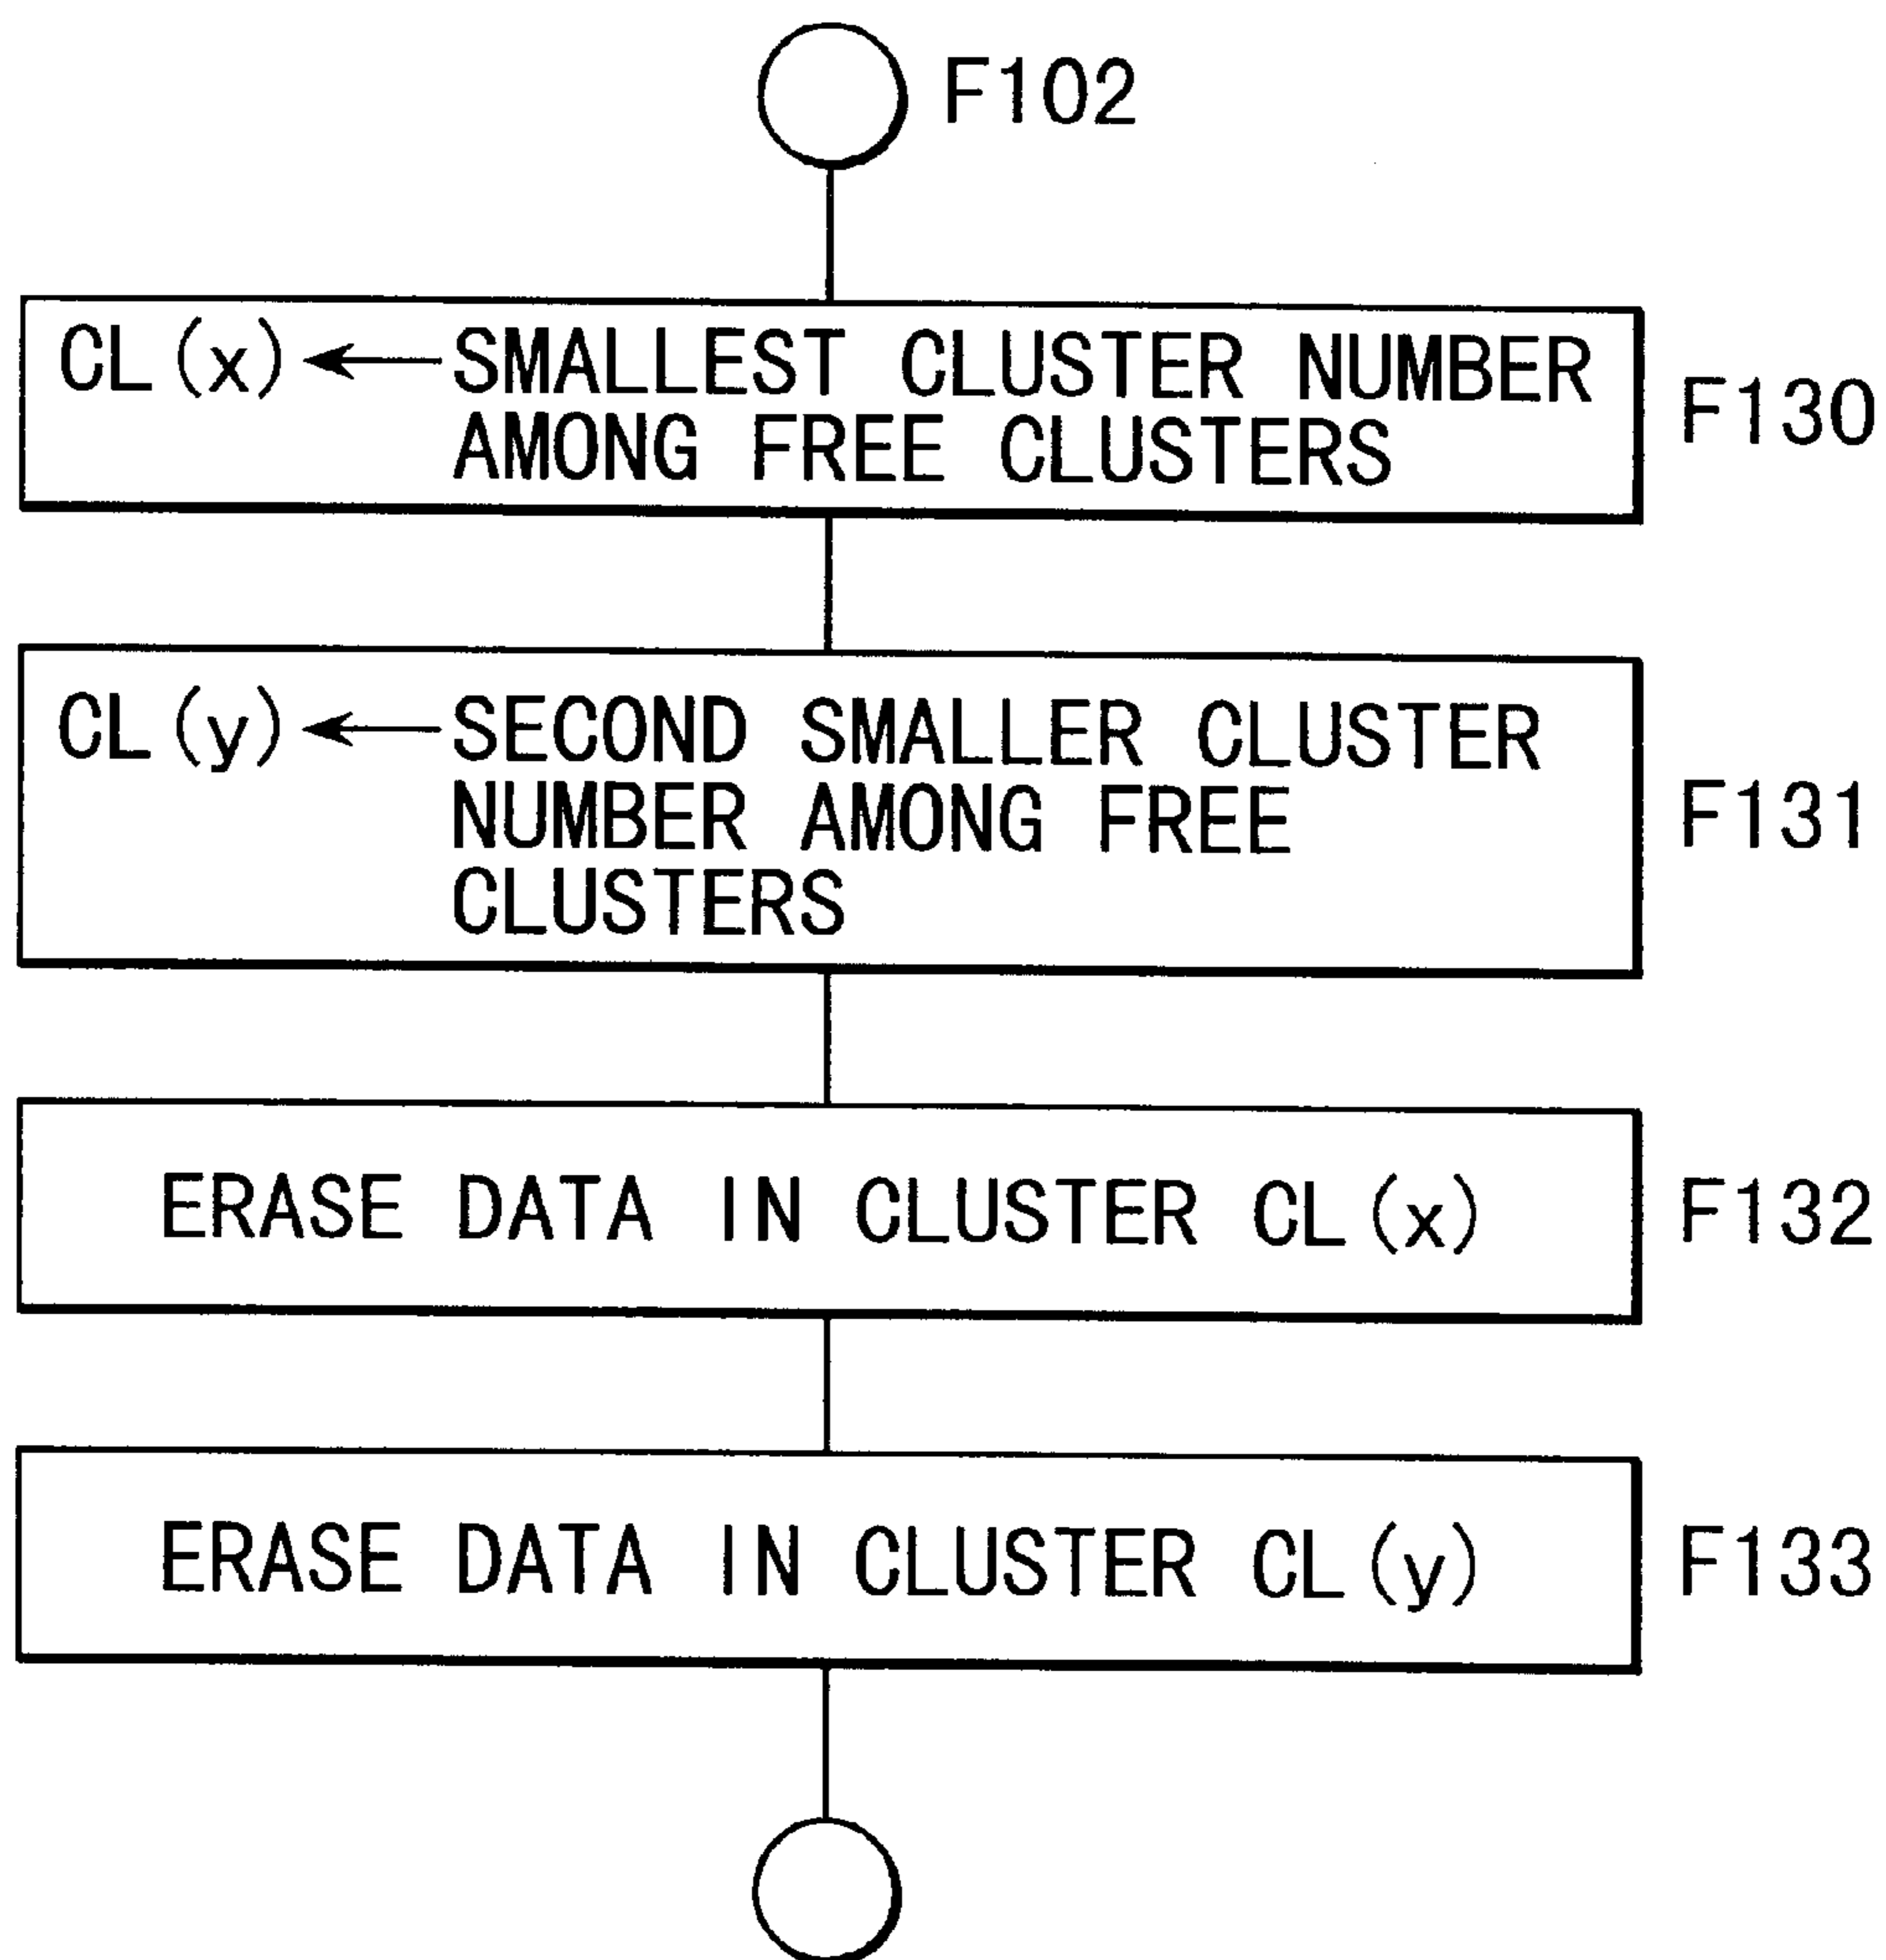 F102
CL(x) ← SMALLEST CLUSTER NUMBER
AMONG FREE CLUSTERS
F130
CL(y) ← SECOND SMALLER CLUSTER
NUMBER AMONG FREE
CLUSTERS
F131
ERASE DATA IN CLUSTER CL(x)
F132
ERASE DATA IN CLUSTER CL(y)
F133